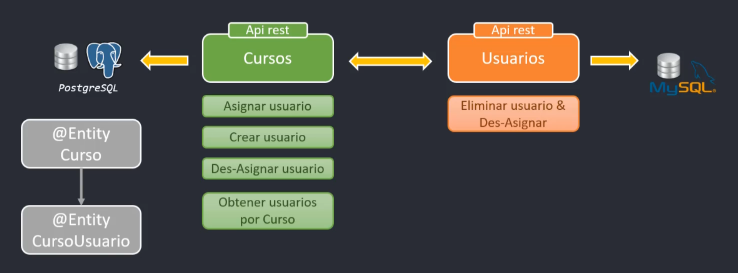 Api rest
Cursos
Api rest
Usuarios
PostgreSQL
MySQL®
Asignar usuario
Crear usuario
Des-Asignar usuario
Obtener usuarios
por Curso
Eliminar usuario &
Des-Asignar
@Entity
Curso
@Entity
CursoUsuario